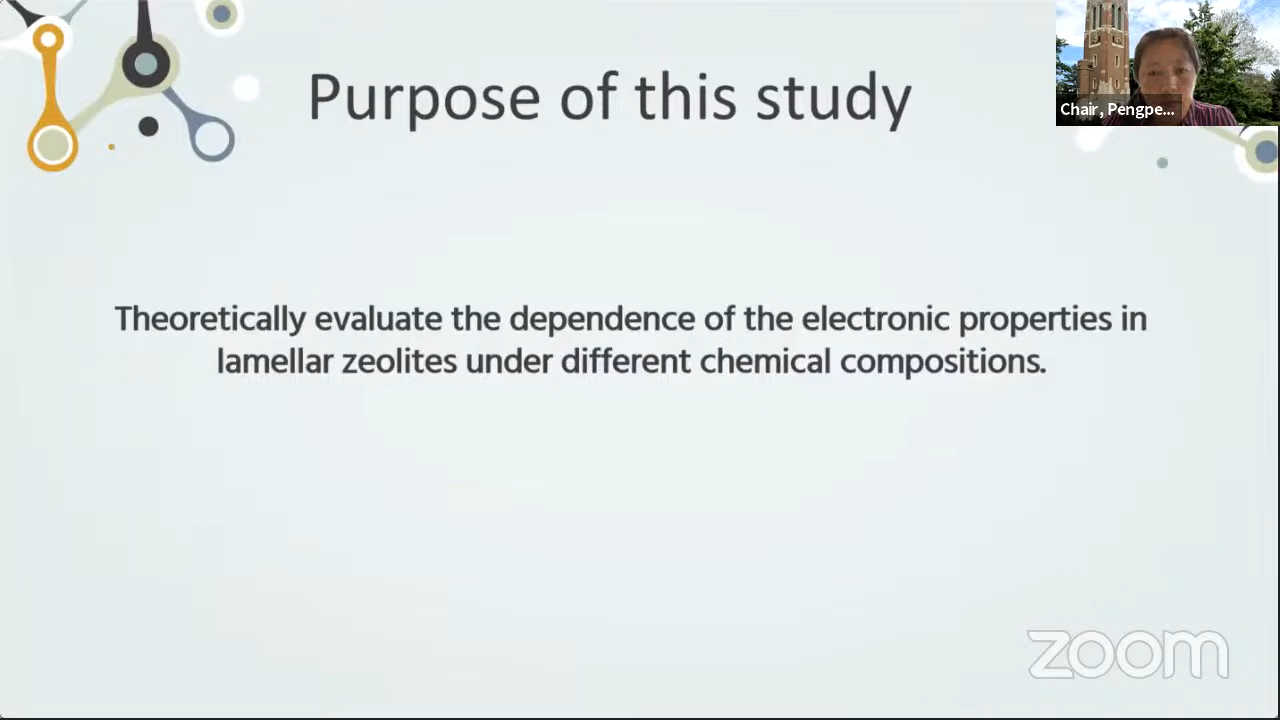 Purpose of this study
Chair, Pengpe...
Theoretically evaluate the dependence of the electronic properties in
lamellar zeolites under different chemical compositions.
zoom